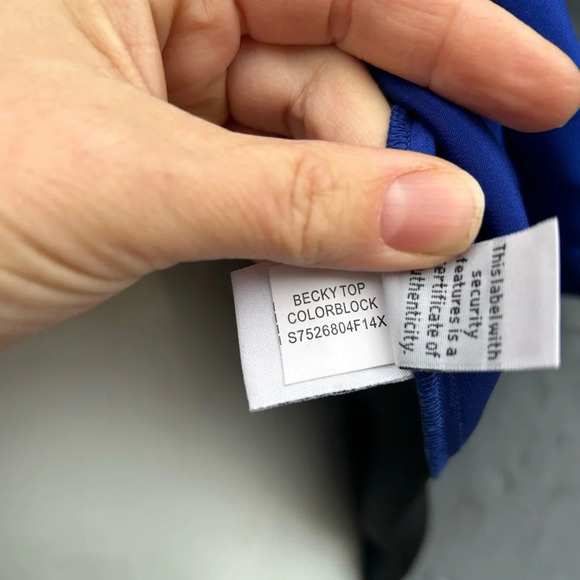 BECKY TOP
COLORBLOCK
S7526804F14X
This label with
security
features is a
certificate of
authenticity.